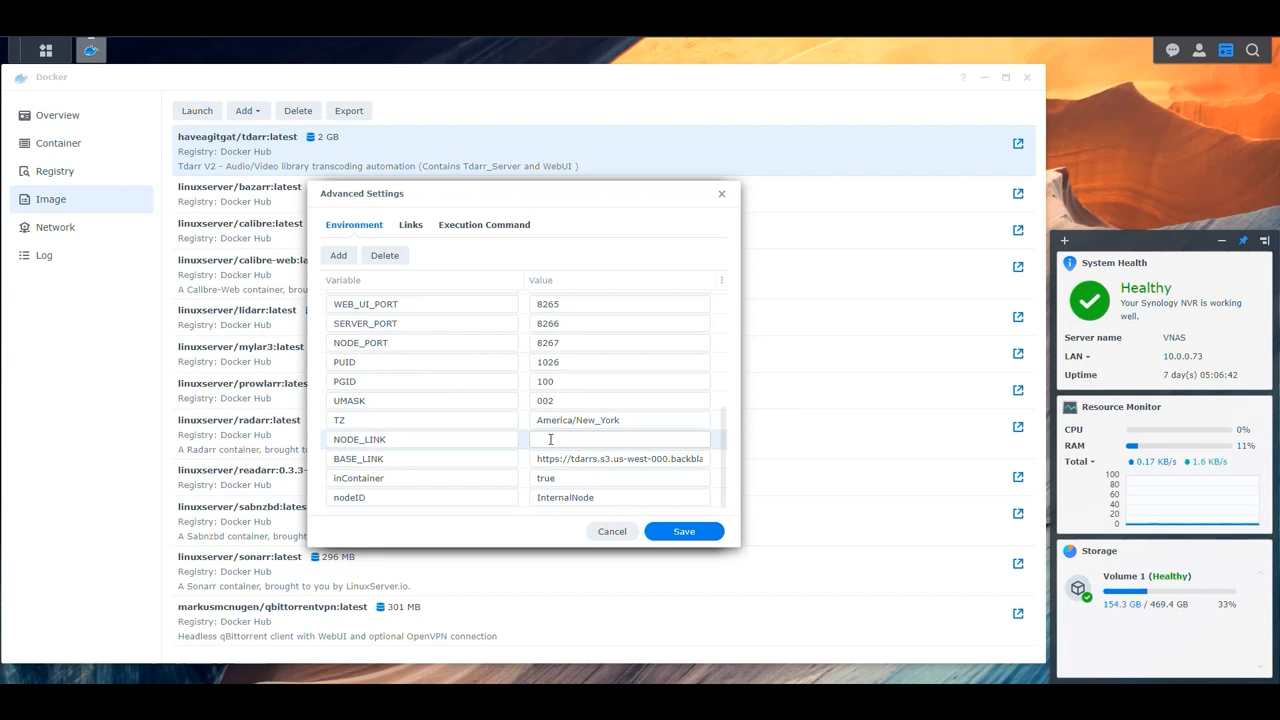 Docker
?
Overview
Container
Registry
Image
Network
Log
Launch
Add
Delete
Export
haveagitgat/tdarr:latest 2 GB
Registry: Docker Hub
Tdarr V2 - Audio/Video library transcoding automation (Contains Tdarr_Server and WebUI )
linuxserver/bazarr:latest
Registry: Docker Hub
linuxserver/calibre:latest
Registry: Docker Hub
linuxserver/calibre-web:la
Registry: Docker Hub
A Calibre-Web container, brou
linuxserver/lidarr:latest
Registry: Docker Hub
linuxserver/mylar3:latest
Registry: Docker Hub
linuxserver/prowlarr:lates
Registry: Docker Hub
linuxserver/radarr:latest
Registry: Docker Hub
A Radarr container, brought t
linuxserver/readarr:0.3.3-
Registry: Docker Hub
linuxserver/sabnzbd:latest
Registry: Docker Hub
A Sabnzbd container, brought
linuxserver/sonarr:latest 296 MB
Registry: Docker Hub
A Sonarr container, brought to you by LinuxServer.io.
markusmcnugen/qbittorrentvpn:latest 301 MB
Registry: Docker Hub
Headless qBittorrent client with WebUI and optional OpenVPN connection
Advanced Settings
Environment Links Execution Command
Add Delete
Variable Value
WEB_UI_PORT 8265
SERVER_PORT 8266
NODE_PORT 8267
PUID 1026
PGID 100
UMASK 002
TZ America/New_York
NODE_LINK
BASE_LINK https://tdarrs.s3.us-west-000.backbla
inContainer true
nodeID InternalNode
Cancel Save
System Health
Healthy
Your Synology NVR is working
well.
Server name VNAS
LAN 10.0.0.73
Uptime 7 day(s) 05:06:42
Resource Monitor
CPU 0%
RAM 11%
Total 0.17 KB/s 1.6 KB/s
100
80
60
40
20
0
Storage
Volume 1 (Healthy)
154.3 GB / 469.4 GB 33%